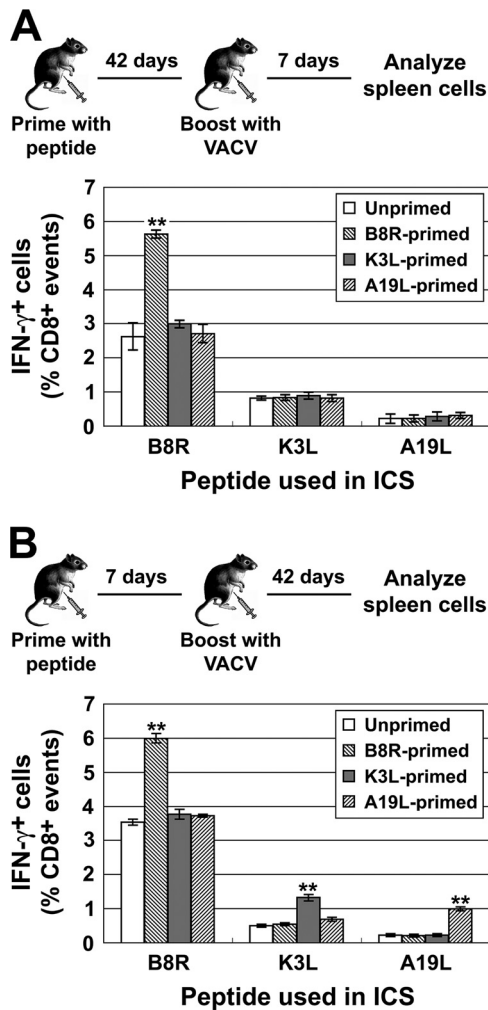 A
42 days
7 days
Analyze
spleen cells
Prime with
peptide
Boost with
VACV
7
6
5
4
3
2
1
0
IFN-γ+ cells
(% CD8+ events)
**
Unprimed
B8R-primed
K3L-primed
A19L-primed
B8R
K3L
A19L
Peptide used in ICS
B
7 days
42 days
Analyze
spleen cells
Prime with
peptide
Boost with
VACV
7
6
5
4
3
2
1
0
IFN-γ+ cells
(% CD8+ events)
**
**
**
Unprimed
B8R-primed
K3L-primed
A19L-primed
B8R
K3L
A19L
Peptide used in ICS